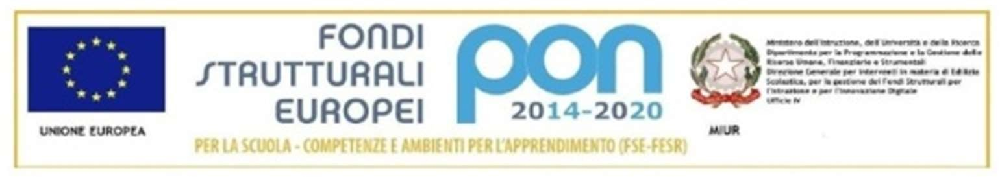 FONDI
STRUTTURALI
EUROPEI
pon
2014-2020
UNIONE EUROPEA
PER LA SCUOLA - COMPETENZE E AMBIENTI PER L'APPRENDIMENTO (FSE-FESR)
MIUR
Ministero dell'Istruzione, dell'Università e della Ricerca
Dipartimento per la Programmazione e la Gestione delle
Risorse Umane, Finanziarie e Strumentali
Direzione Generale per interventi in materia di Edilizia
Scolastica, per la gestione dei Fondi Strutturali per
l'Istruzione e per l'Innovazione Digitale
Ufficio IV